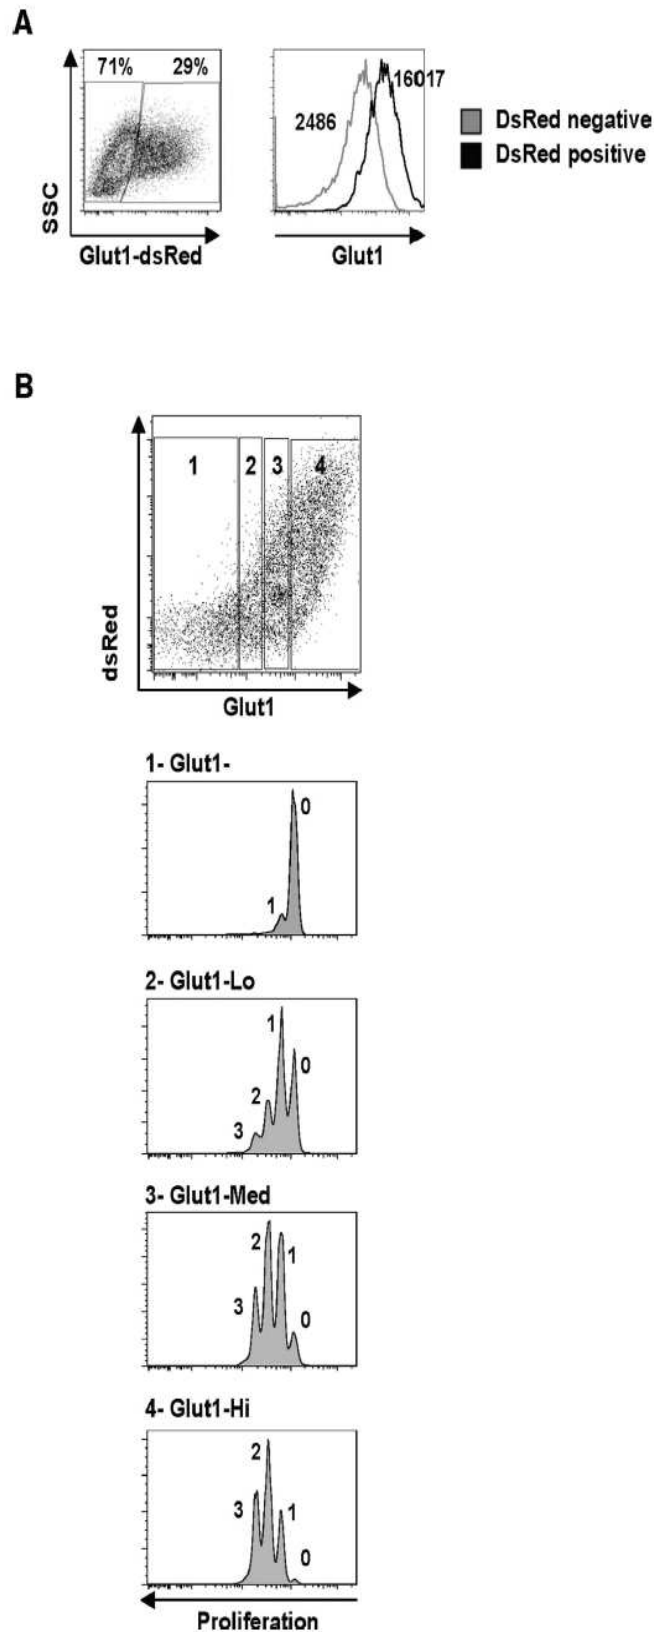 A
71% 29%
SSC
Glut1-dsRed
2486
16017
Glut1
DsRed negative
DsRed positive
B
1 2 3 4
dsRed
Glut1
1- Glut1-
0
1
2- Glut1-Lo
1
0
2
3
3- Glut1-Med
2
1
3
0
4- Glut1-Hi
2
3
1
0
Proliferation